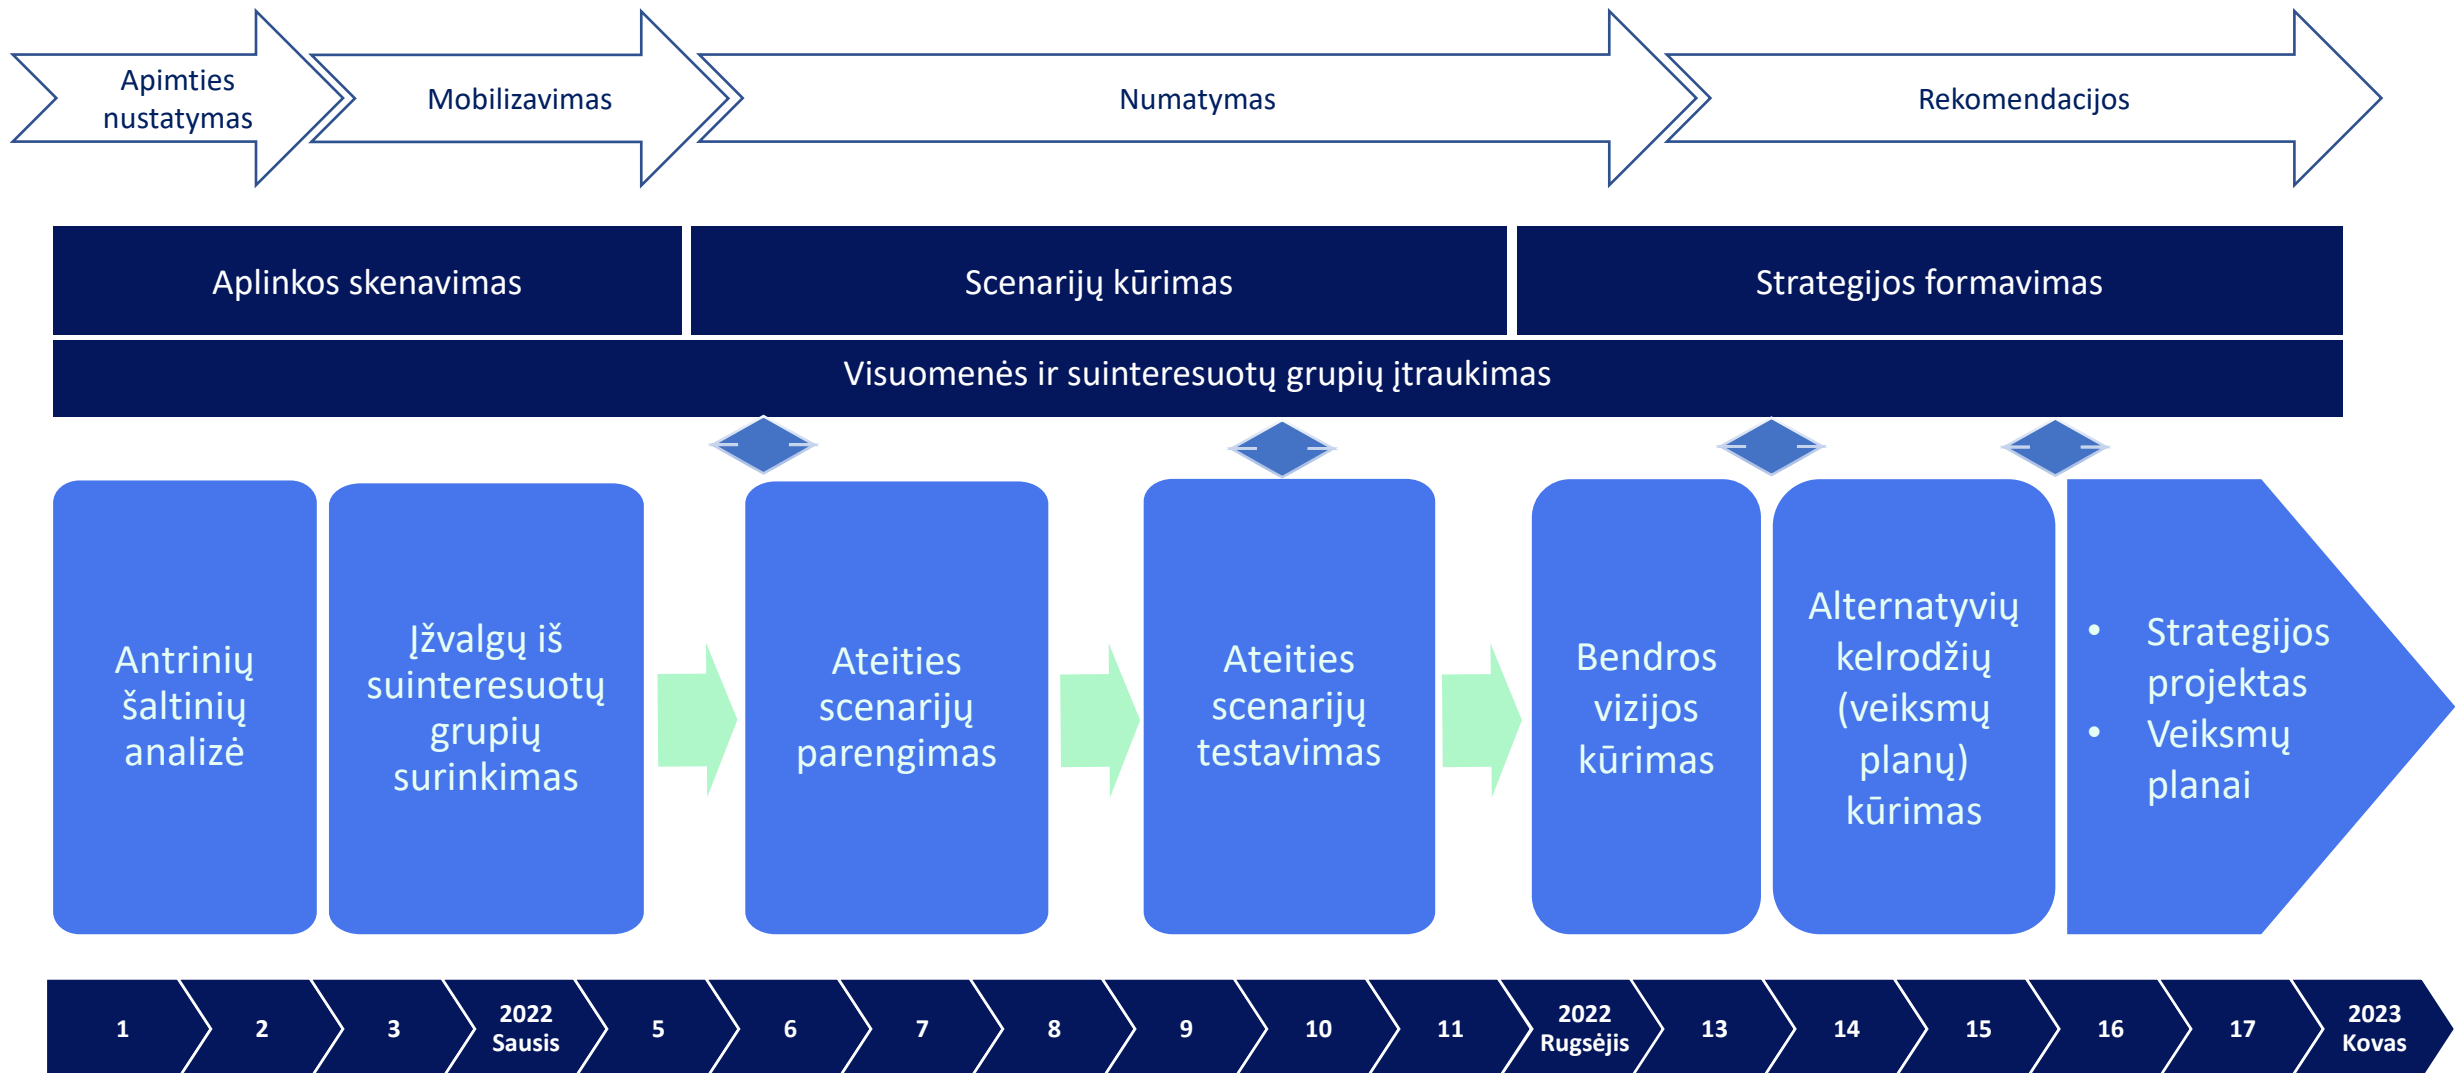 Apimties
nustatymas
Mobilizavimas
Numatymas
Rekomendacijos
Aplinkos skenavimas
Scenarijų kūrimas
Strategijos formavimas
Visuomenės ir suinteresuotų grupių įtraukimas
Antrinių
šaltinių
analizė
Įžvalgų iš
suinteresuotų
grupių
surinkimas
Ateities
scenarijų
parengimas
Ateities
scenarijų
testavimas
Bendros
vizijos
kūrimas
Alternatyvių
kelrodžių
(veiksmų
planų)
kūrimas
• Strategijos
projektas
• Veiksmų
planai
1
2
3
2022
Sausis
5
6
7
8
9
10
11
2022
Rugsėjis
13
14
15
16
17
2023
Kovas